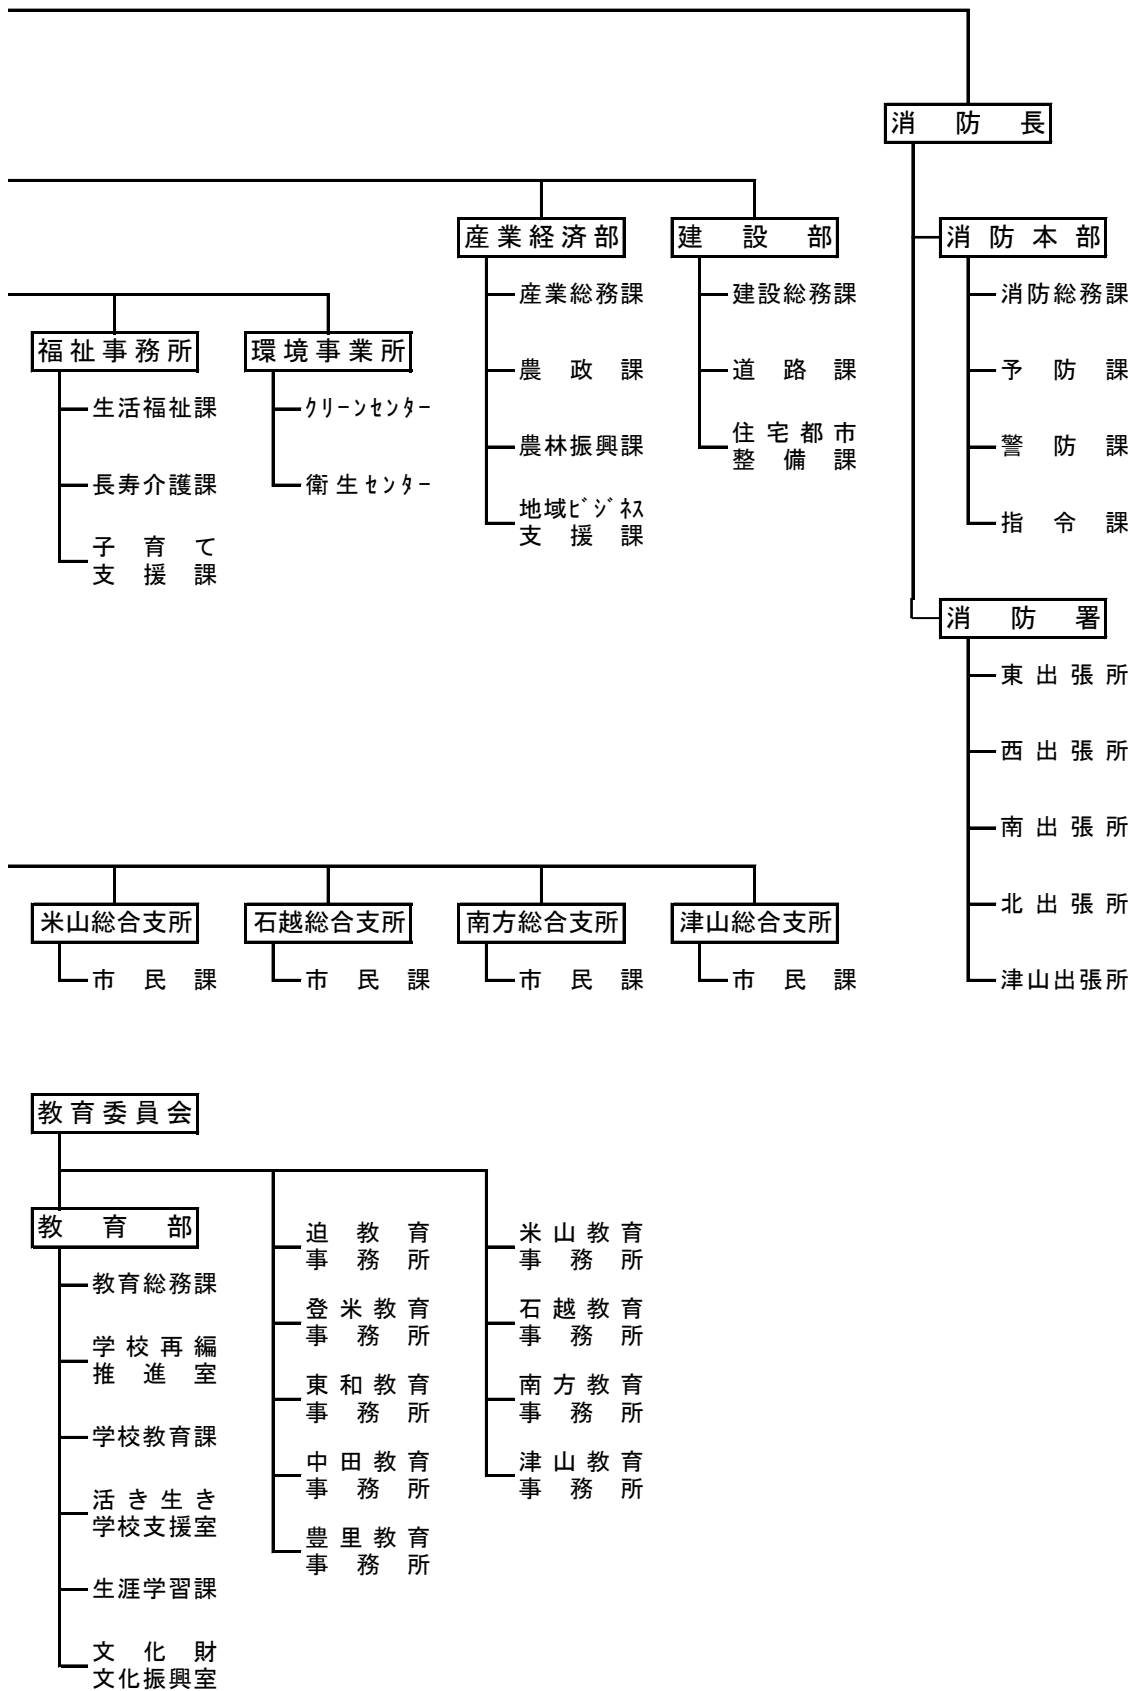 消防長
産業経済部
建設部
消防本部
産業総務課
農政課
農林振興課
地域ﾋﾞｼﾞﾈｽ
支援課
建設総務課
道路課
住宅都市
整備課
消防総務課
予防課
警防課
指令課
福祉事務所
生活福祉課
長寿介護課
子育て
支援課
環境事業所
ｸﾘｰﾝｾﾝﾀｰ
衛生ｾﾝﾀｰ
消防署
東出張所
西出張所
南出張所
北出張所
津山出張所
米山総合支所
市民課
石越総合支所
市民課
南方総合支所
市民課
津山総合支所
市民課
教育委員会
教育部
教育総務課
学校再編
推進室
学校教育課
活き生き
学校支援室
生涯学習課
文化財
文化振興室
迫教育
事務所
登米教育
事務所
東和教育
事務所
中田教育
事務所
豊里教育
事務所
米山教育
事務所
石越教育
事務所
南方教育
事務所
津山教育
事務所